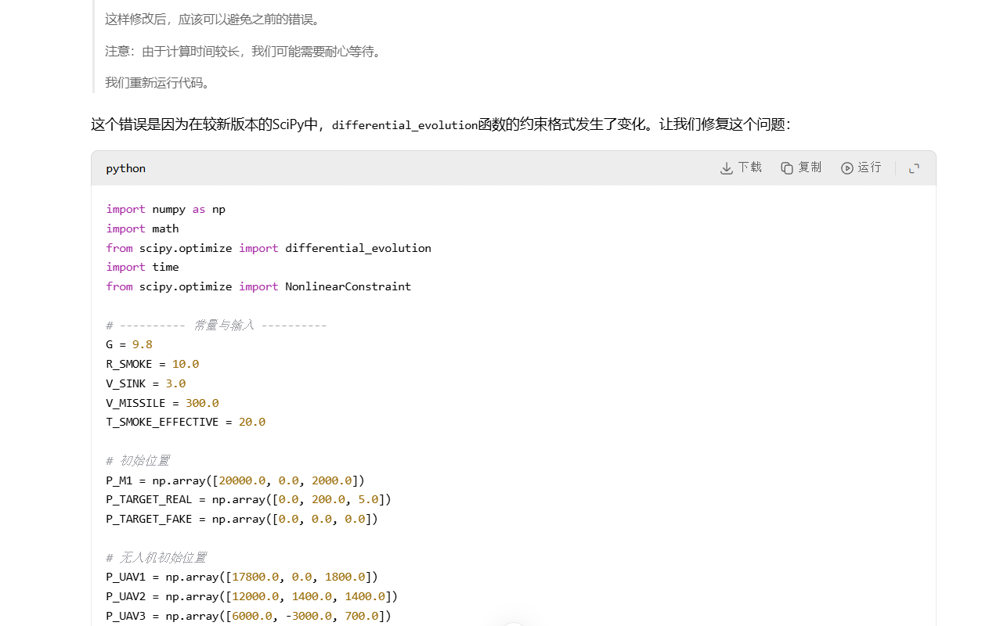 这样修改后，应该可以避免之前的错误。
注意：由于计算时间较长，我们可能需要耐心等待。
我们重新运行代码。
这个错误是因为在较新版本的SciPy中，differential_evolution函数的约束格式发生了变化。让我们修复这个问题：
python 下载 复制 运行
import numpy as np
import math
from scipy.optimize import differential_evolution
import time
from scipy.optimize import NonlinearConstraint
# ---------- 常量与输入 ----------
G = 9.8
R_SMOKE = 10.0
V_SINK = 3.0
V_MISSILE = 300.0
T_SMOKE_EFFECTIVE = 20.0
# 初始位置
P_M1 = np.array([20000.0, 0.0, 2000.0])
P_TARGET_REAL = np.array([0.0, 200.0, 5.0])
P_TARGET_FAKE = np.array([0.0, 0.0, 0.0])
# 无人机初始位置
P_UAV1 = np.array([17800.0, 0.0, 1800.0])
P_UAV2 = np.array([12000.0, 1400.0, 1400.0])
P_UAV3 = np.array([6000.0, -3000.0, 700.0])